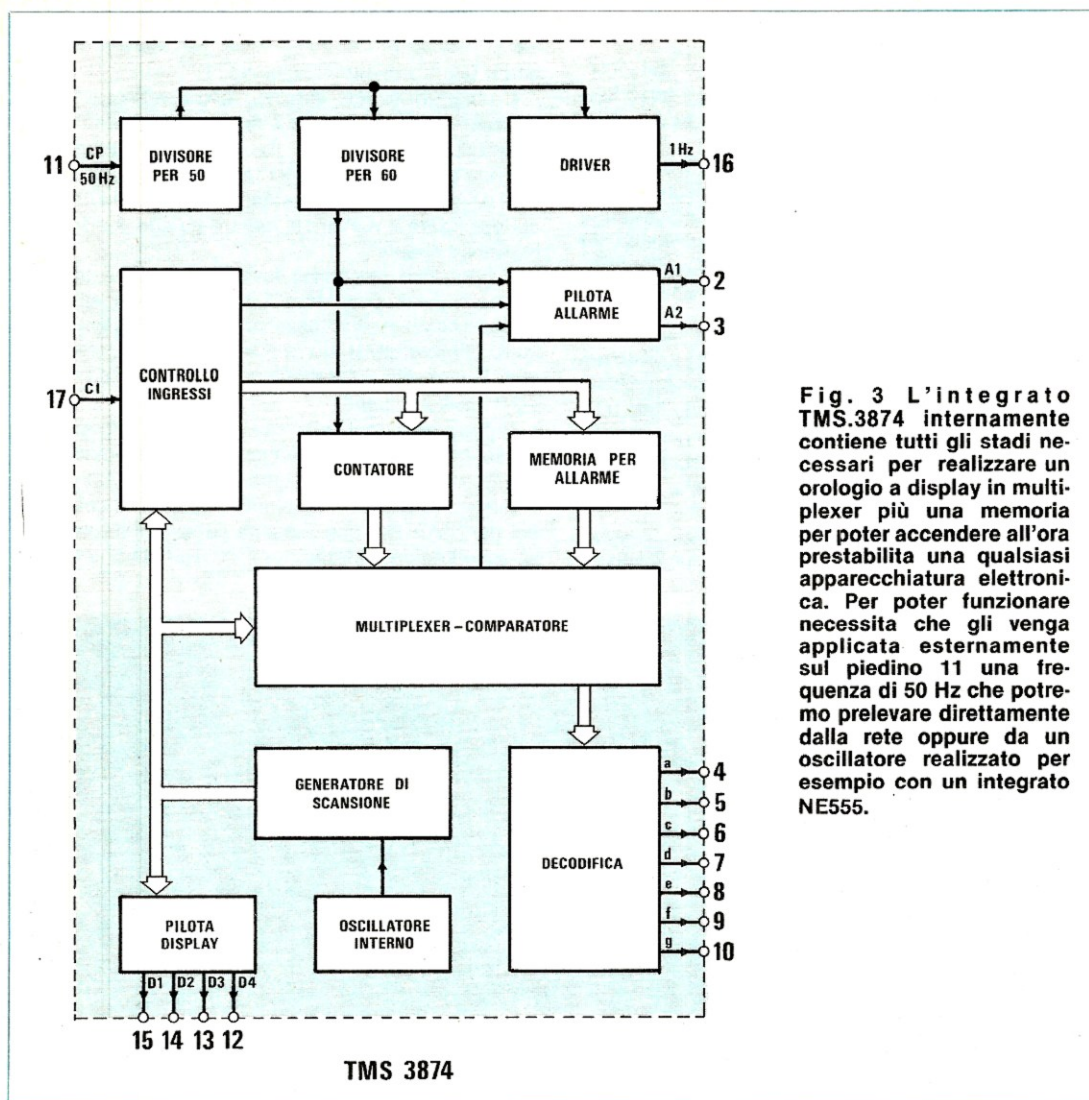 11
CP
50 Hz
DIVISORE
PER 50
DIVISORE
PER 60
DRIVER
1 Hz
16
CONTROLLO
INGRESSI
17
CI
PILOTA
ALLARME
A1
2
A2
3
CONTATORE
MEMORIA PER
ALLARME
MULTIPLEXER – COMPARATORE
GENERATORE DI
SCANSIONE
OSCILLATORE
INTERNO
DECODIFICA
a
4
b
5
c
6
d
7
e
8
f
9
g
10
PILOTA
DISPLAY
D1 D2 D3 D4
15 14 13 12
TMS 3874
Fig. 3 L'integrato
TMS.3874 internamente
contiene tutti gli stadi ne-
cessari per realizzare un
orologio a display in multi-
plexer più una memoria
per poter accendere all'ora
prestabilita una qualsiasi
apparecchiatura elettroni-
ca. Per poter funzionare
necessita che gli venga
applicata esternamente
sul piedino 11 una fre-
quenza di 50 Hz che potre-
mo prelevare direttamente
dalla rete oppure da un
oscillatore realizzato per
esempio con un integrato
NE555.